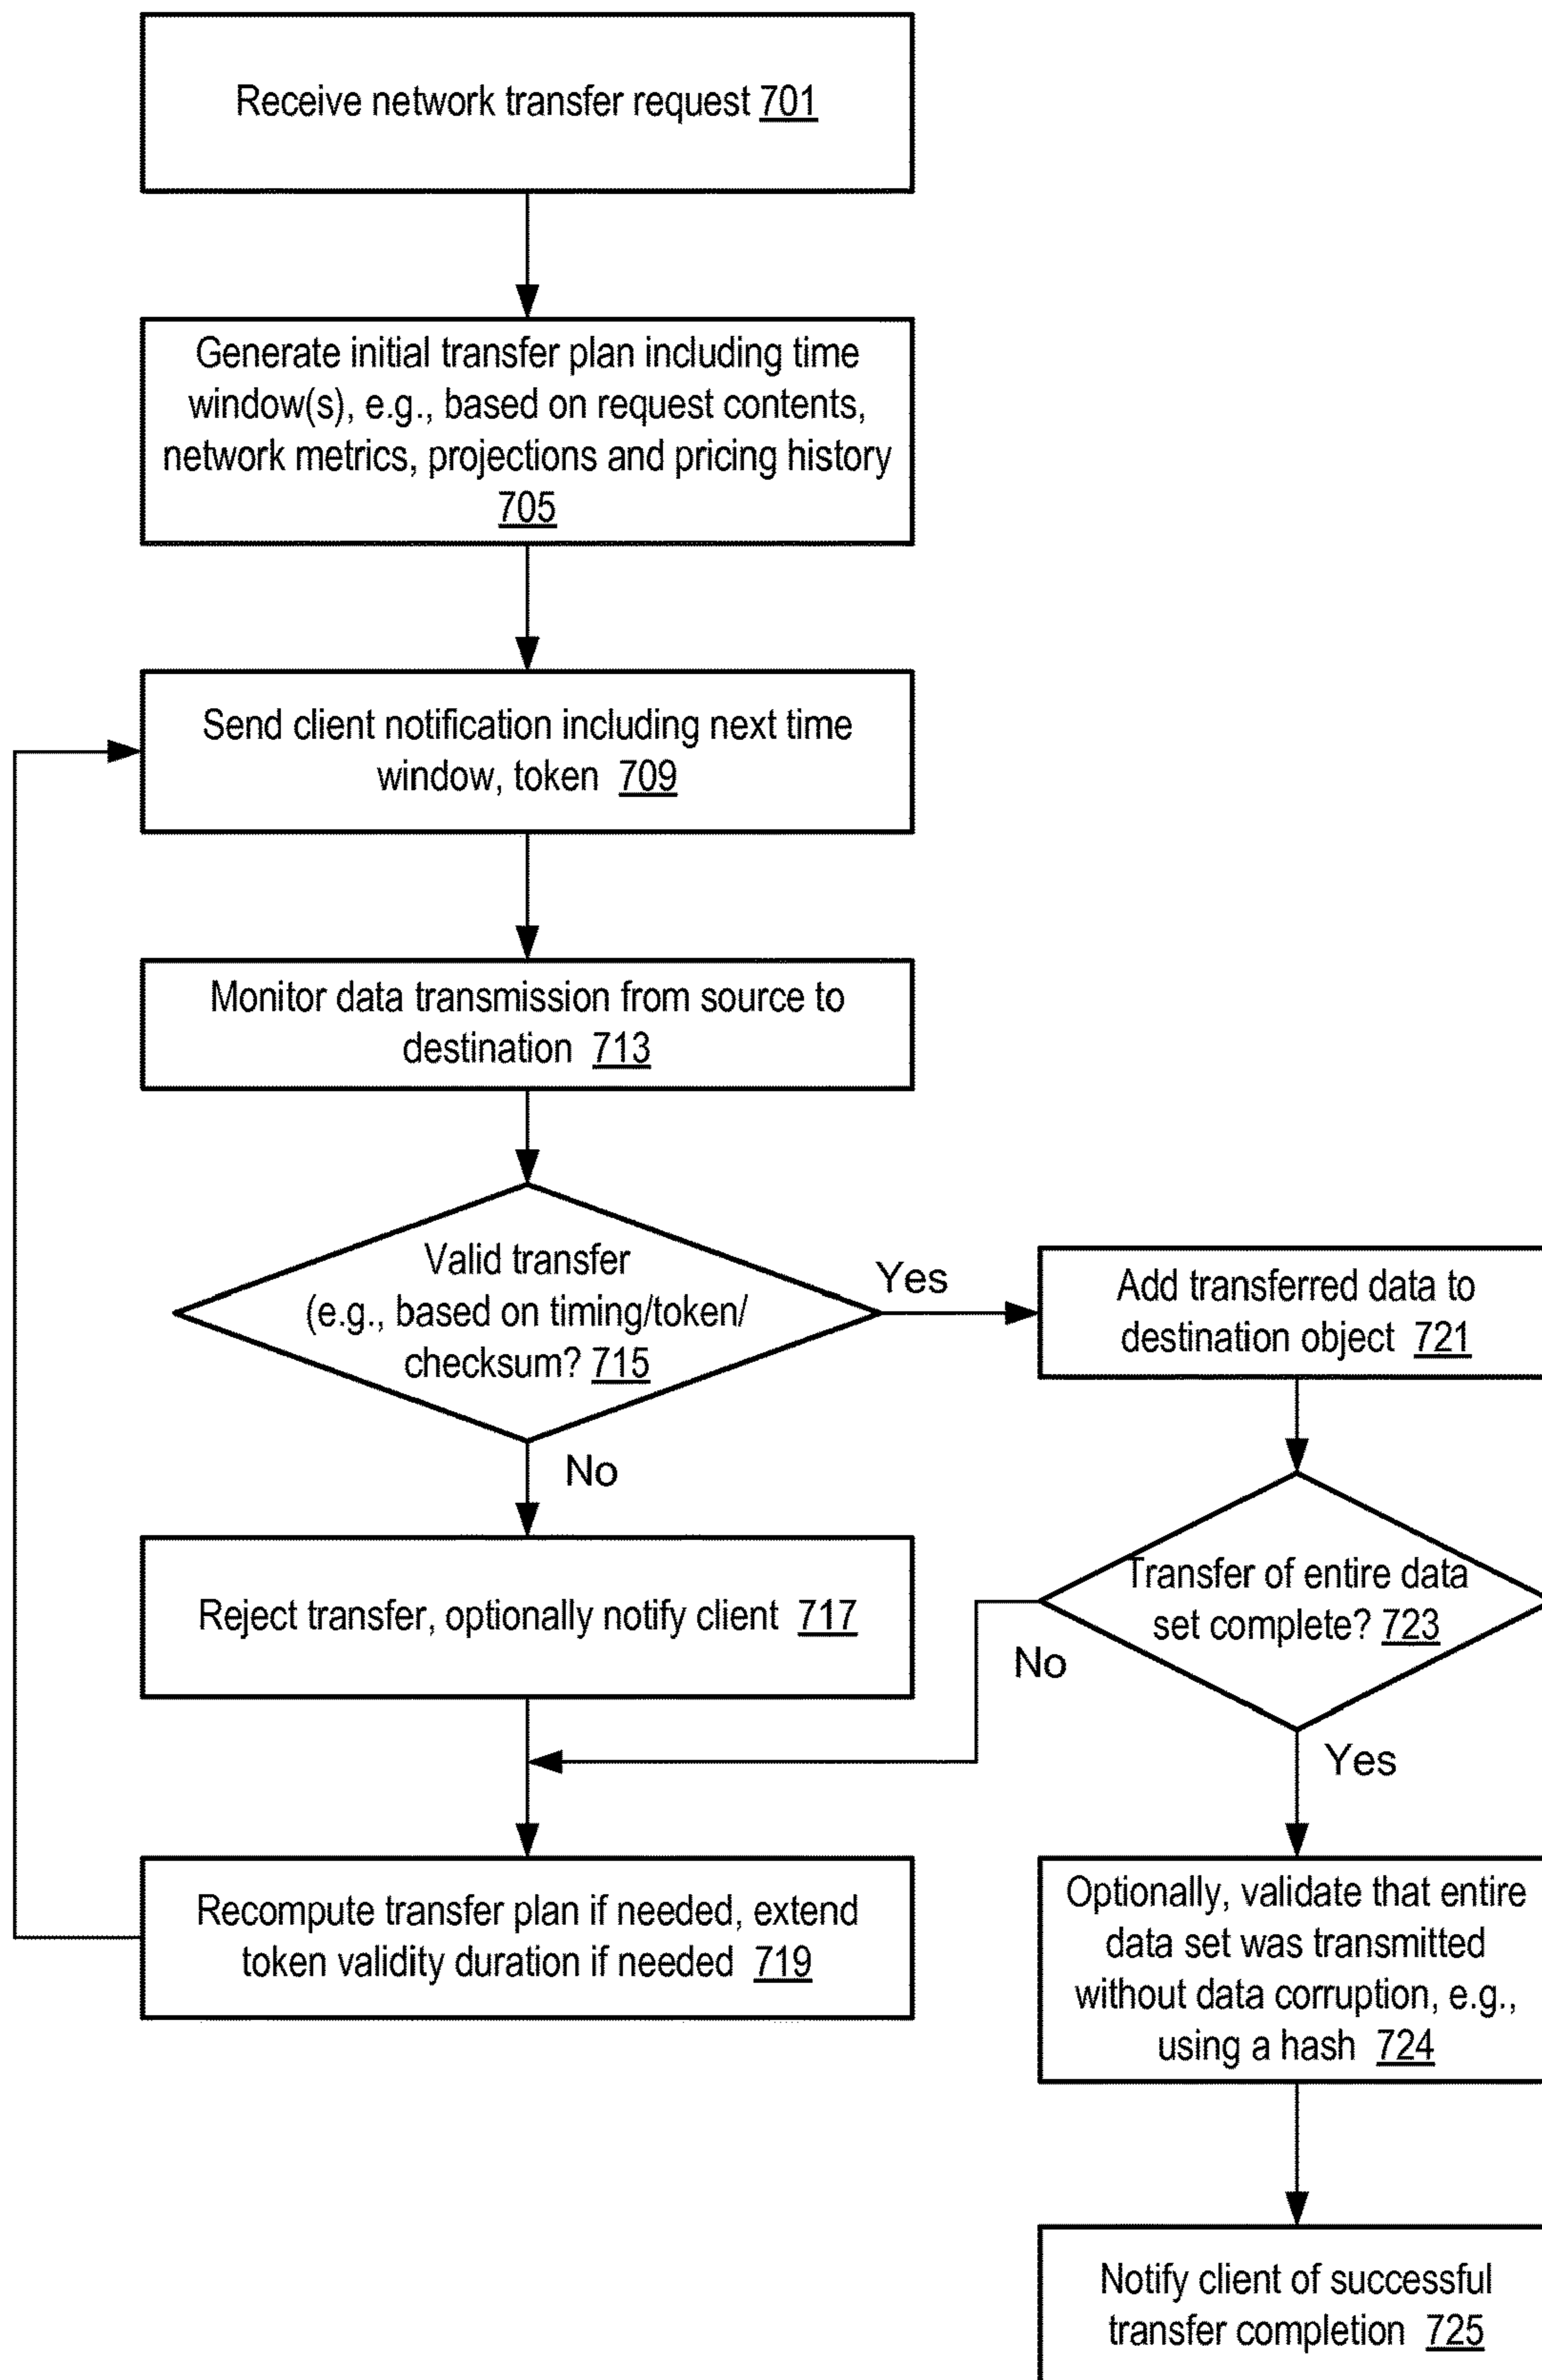 Receive network transfer request 701
Generate initial transfer plan including time
window(s), e.g., based on request contents,
network metrics, projections and pricing history
705
Send client notification including next time
window, token 709
Monitor data transmission from source to
destination 713
Valid transfer
(e.g., based on timing/token/
checksum? 715
Yes
No
Add transferred data to
destination object 721
Reject transfer, optionally notify client 717
Transfer of entire data
set complete? 723
No
Yes
Recompute transfer plan if needed, extend
token validity duration if needed 719
Optionally, validate that entire
data set was transmitted
without data corruption, e.g.,
using a hash 724
Notify client of successful
transfer completion 725